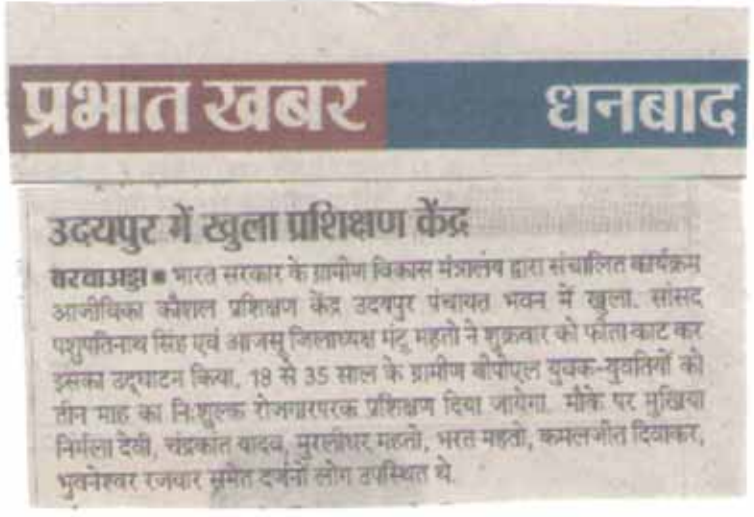 प्रभात खबर धनबाद
उदयपुर में खुला प्रशिक्षण केंद्र
बरवाअड्डा ■ भारत सरकार के ग्रामीण विकास मंत्रालय द्वारा संचालित कार्यक्रम
आजीविका कौशल प्रशिक्षण केंद्र उदयपुर पंचायत भवन में खुला. सांसद
पशुपतिनाथ सिंह एवं आजसू जिलाध्यक्ष मंटू महतो ने शुक्रवार को फीता काट कर
इसका उद्घाटन किया. 18 से 35 साल के ग्रामीण बीपीएल युवक-युवतियों को
तीन माह का नि:शुल्क रोजगारपरक प्रशिक्षण दिया जायेगा. मौके पर मुखिया
निर्मला देवी, चंद्रकांत यादव, मुरलीधर महतो, भरत महतो, कमलजीत दिवाकर,
भुवनेश्वर रजवार समेत दर्जनों लोग उपस्थित थे.